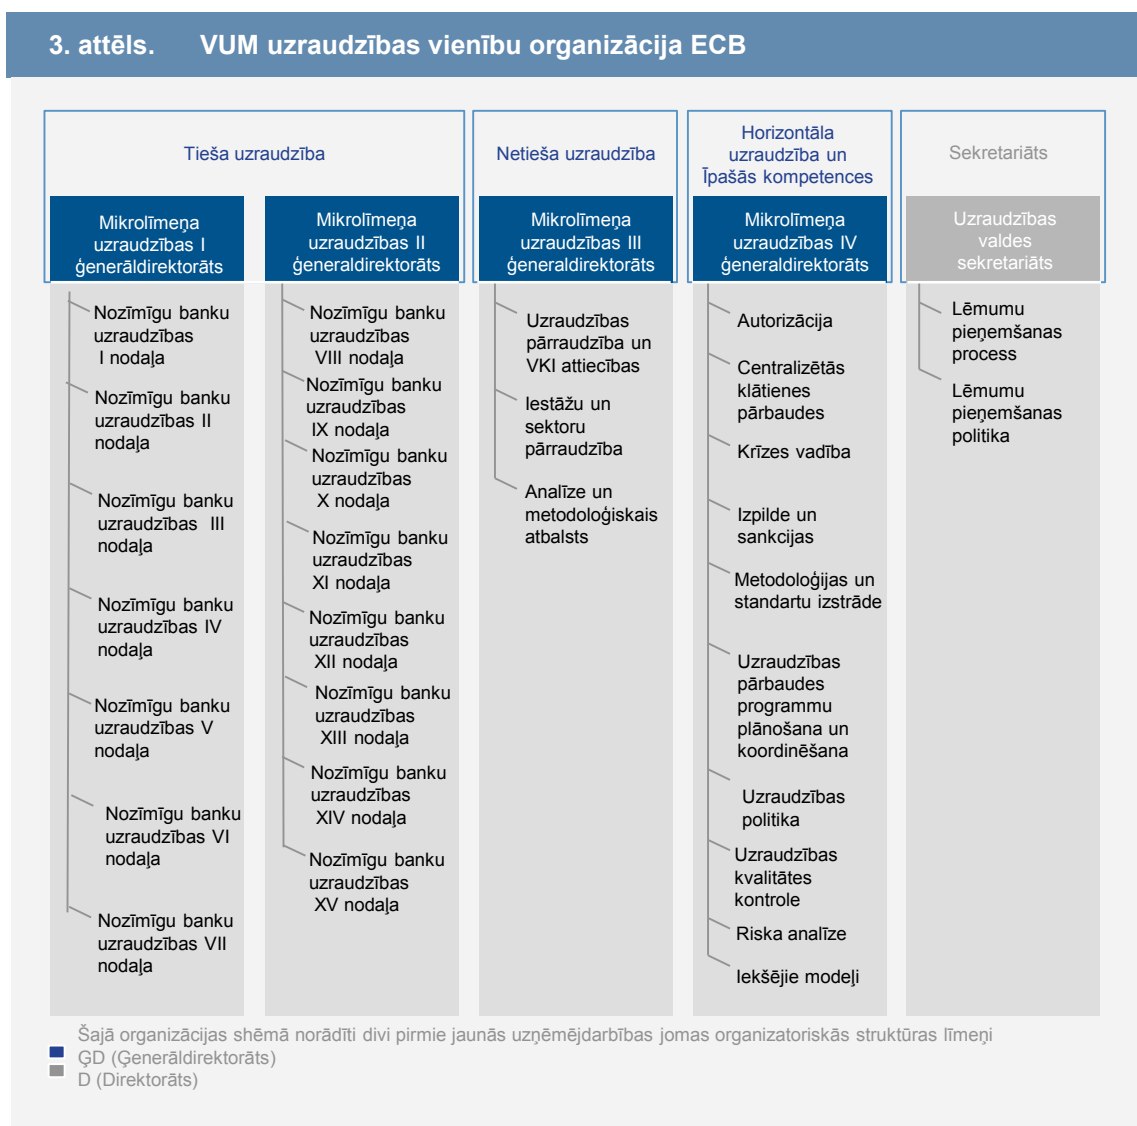 3. attēls. VUM uzraudzības vienību organizācija ECB
Tieša uzraudzība
Mikrolīmeņa
uzraudzības I
ģenerāldirektorāts
Nozīmīgu banku
uzraudzības
I nodaļa
Nozīmīgu banku
uzraudzības II
nodaļa
Nozīmīgu banku
uzraudzības III
nodaļa
Nozīmīgu banku
uzraudzības IV
nodaļa
Nozīmīgu banku
uzraudzības V
nodaļa
Nozīmīgu banku
uzraudzības VI
nodaļa
Nozīmīgu banku
uzraudzības VII
nodaļa
Mikrolīmeņa
uzraudzības II
ģeneraldirektorāts
Nozīmīgu banku
uzraudzības
VIII nodaļa
Nozīmīgu banku
uzraudzības
IX nodaļa
Nozīmīgu banku
uzraudzības
X nodaļa
Nozīmīgu banku
uzraudzības
XI nodaļa
Nozīmīgu banku
uzraudzības
XII nodaļa
Nozīmīgu banku
uzraudzības
XIII nodaļa
Nozīmīgu banku
uzraudzības
XIV nodaļa
Nozīmīgu banku
uzraudzības
XV nodaļa
Netieša uzraudzība
Mikrolīmeņa
uzraudzības III
ģeneraldirektorāts
Uzraudzības
pārraudzība un
VKI attiecības
Iestāžu un
sektoru
pārraudzība
Analīze un
metodoloģiskais
atbalsts
Horizontāla
uzraudzība un
Īpašās kompetences
Mikrolīmeņa
uzraudzības IV
ģeneraldirektorāts
Autorizācija
Centralizētās
klātienes
pārbaudes
Krīzes vadība
Izpilde un
sankcijas
Metodoloģijas un
standartu izstrāde
Uzraudzības
pārbaudes
programmu
plānošana un
koordinēšana
Uzraudzības
politika
Uzraudzības
kvalitātes
kontrole
Riska analīze
Iekšējie modeļi
Sekretariāts
Uzraudzības
valdes
sekretariāts
Lēmumu
pieņemšanas
process
Lēmumu
pieņemšanas
politika
Šajā organizācijas shēmā norādīti divi pirmie jaunās uzņēmējdarbības jomas organizatoriskās struktūras līmeņi
ĢD (Ģenerāldirektorāts)
D (Direktorāts)